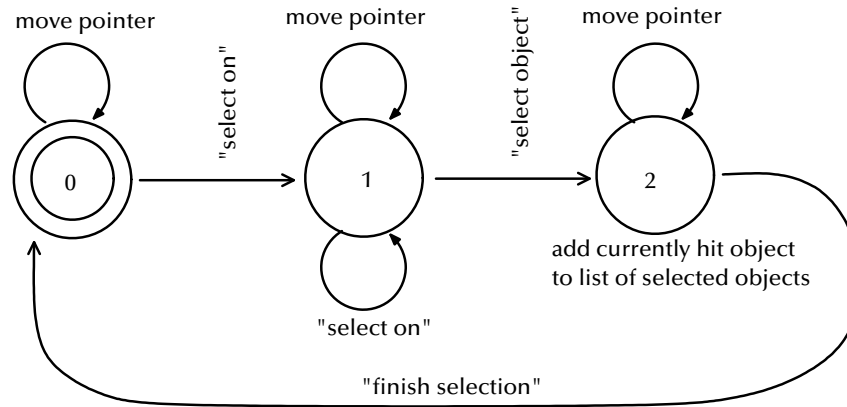 move pointer
move pointer
move pointer
"select on"
"select object"
0
1
2
add currently hit object
to list of selected objects
"select on"
"finish selection"